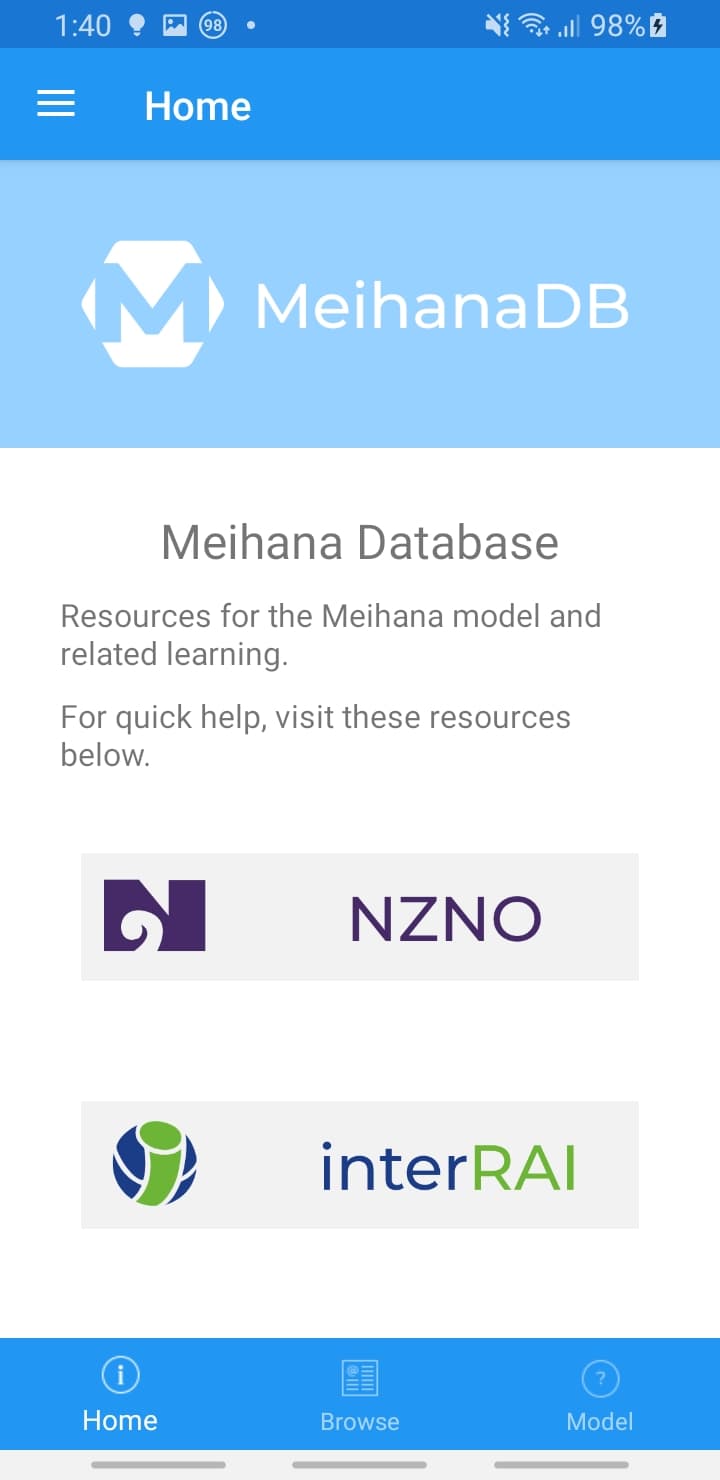 1:40 98 98%
Home
MeihanaDB
Meihana Database
Resources for the Meihana model and
related learning.
For quick help, visit these resources
below.
NZNO
interRAI
Home Browse Model